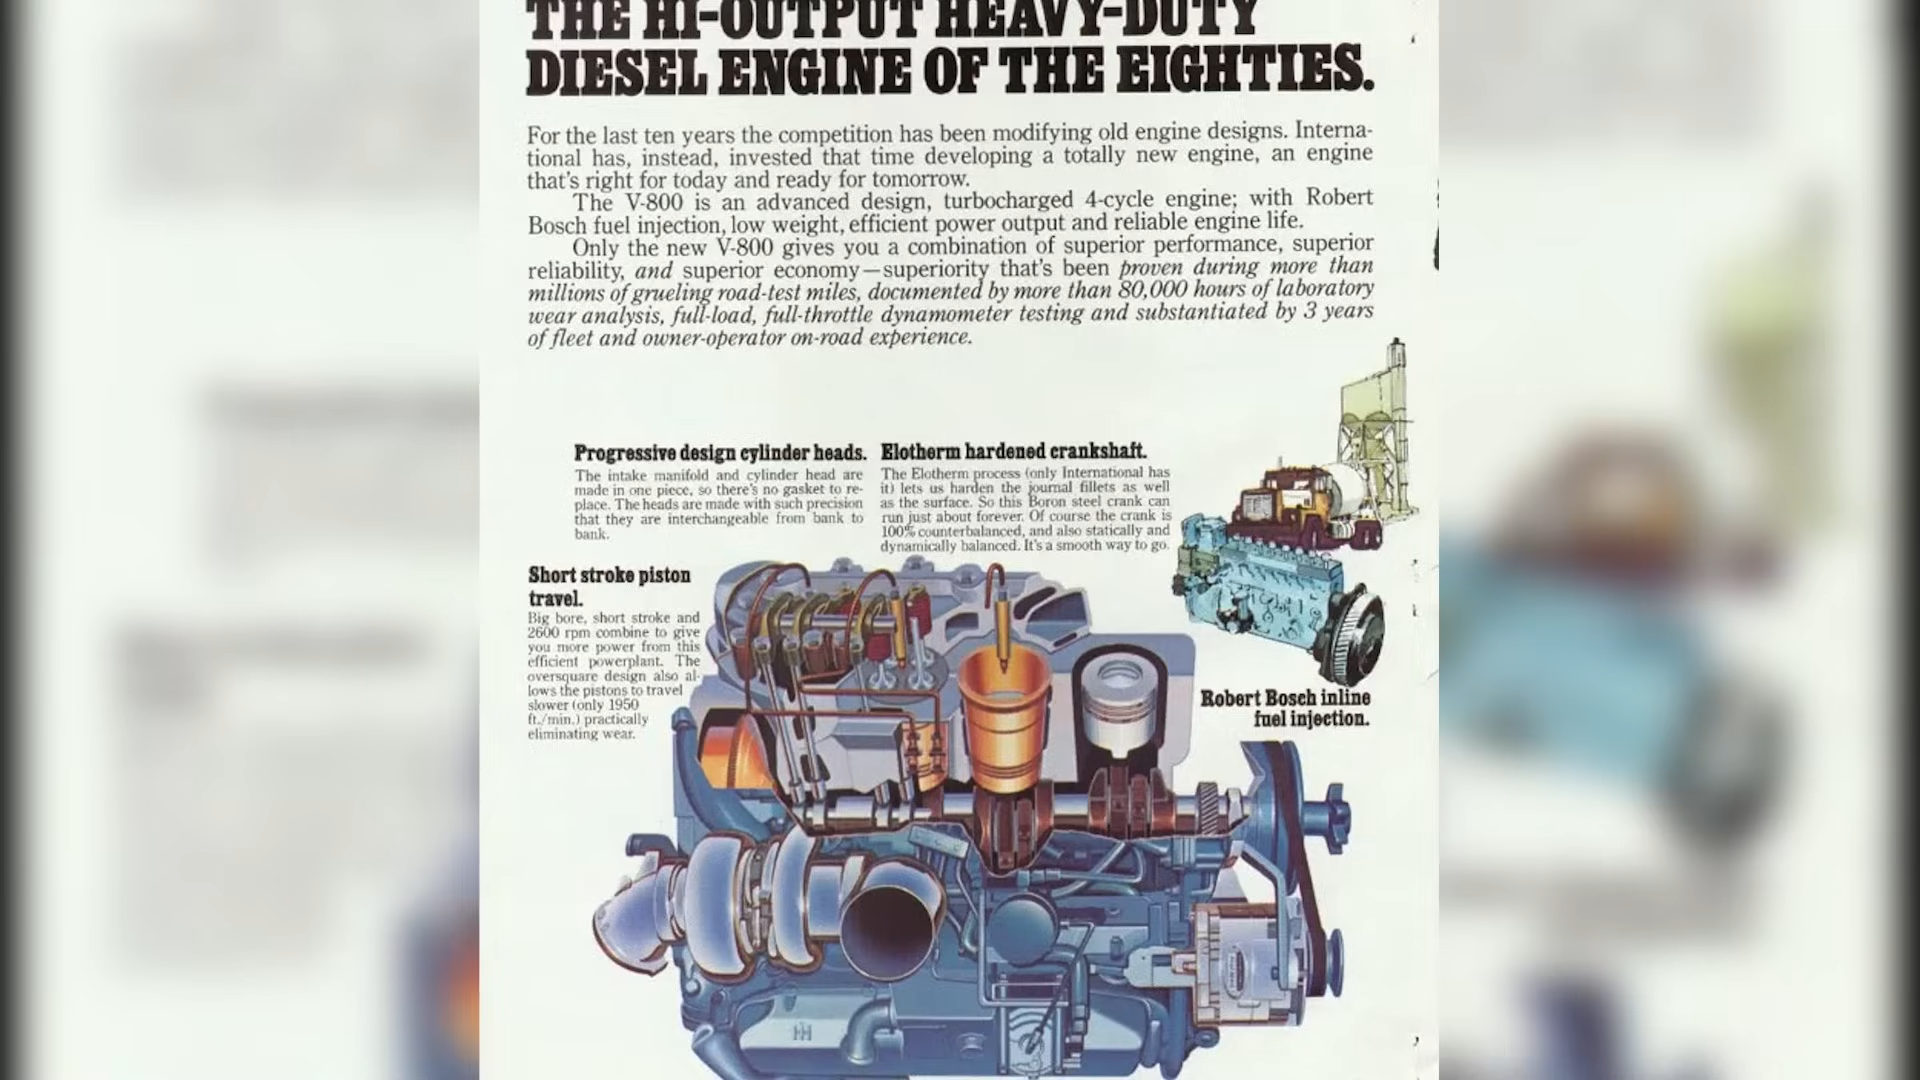 THE HI-OUTPUT HEAVY-DUTY
DIESEL ENGINE OF THE EIGHTIES.
For the last ten years the competition has been modifying old engine designs. Interna-
tional has, instead, invested that time developing a totally new engine, an engine
that's right for today and ready for tomorrow.
The V-800 is an advanced design, turbocharged 4-cycle engine; with Robert
Bosch fuel injection, low weight, efficient power output and reliable engine life.
Only the new V-800 gives you a combination of superior performance, superior
reliability, and superior economy—superiority that's been proven during more than
millions of grueling road-test miles, documented by more than 80,000 hours of laboratory
wear analysis, full-load, full-throttle dynamometer testing and substantiated by 3 years
of fleet and owner-operator on-road experience.
Progressive design cylinder heads.
The intake manifold and cylinder head are
made in one piece, so there's no gasket to re-
place. The heads are made with such precision
that they are interchangeable from bank to
bank.
Elotherm hardened crankshaft.
The Elotherm process (only International has
it) lets us harden the journal fillets as well
as the surface. So this Boron steel crank can
run just about forever. Of course the crank is
100% counterbalanced, and also statically and
dynamically balanced. It's a smooth way to go.
Short stroke piston
travel.
Big bore, short stroke and
2600 rpm combine to give
you more power from this
efficient powerplant. The
oversquare design also al-
lows the pistons to travel
slower (only 1950
ft./min.) practically
eliminating wear.
Robert Bosch inline
fuel injection.